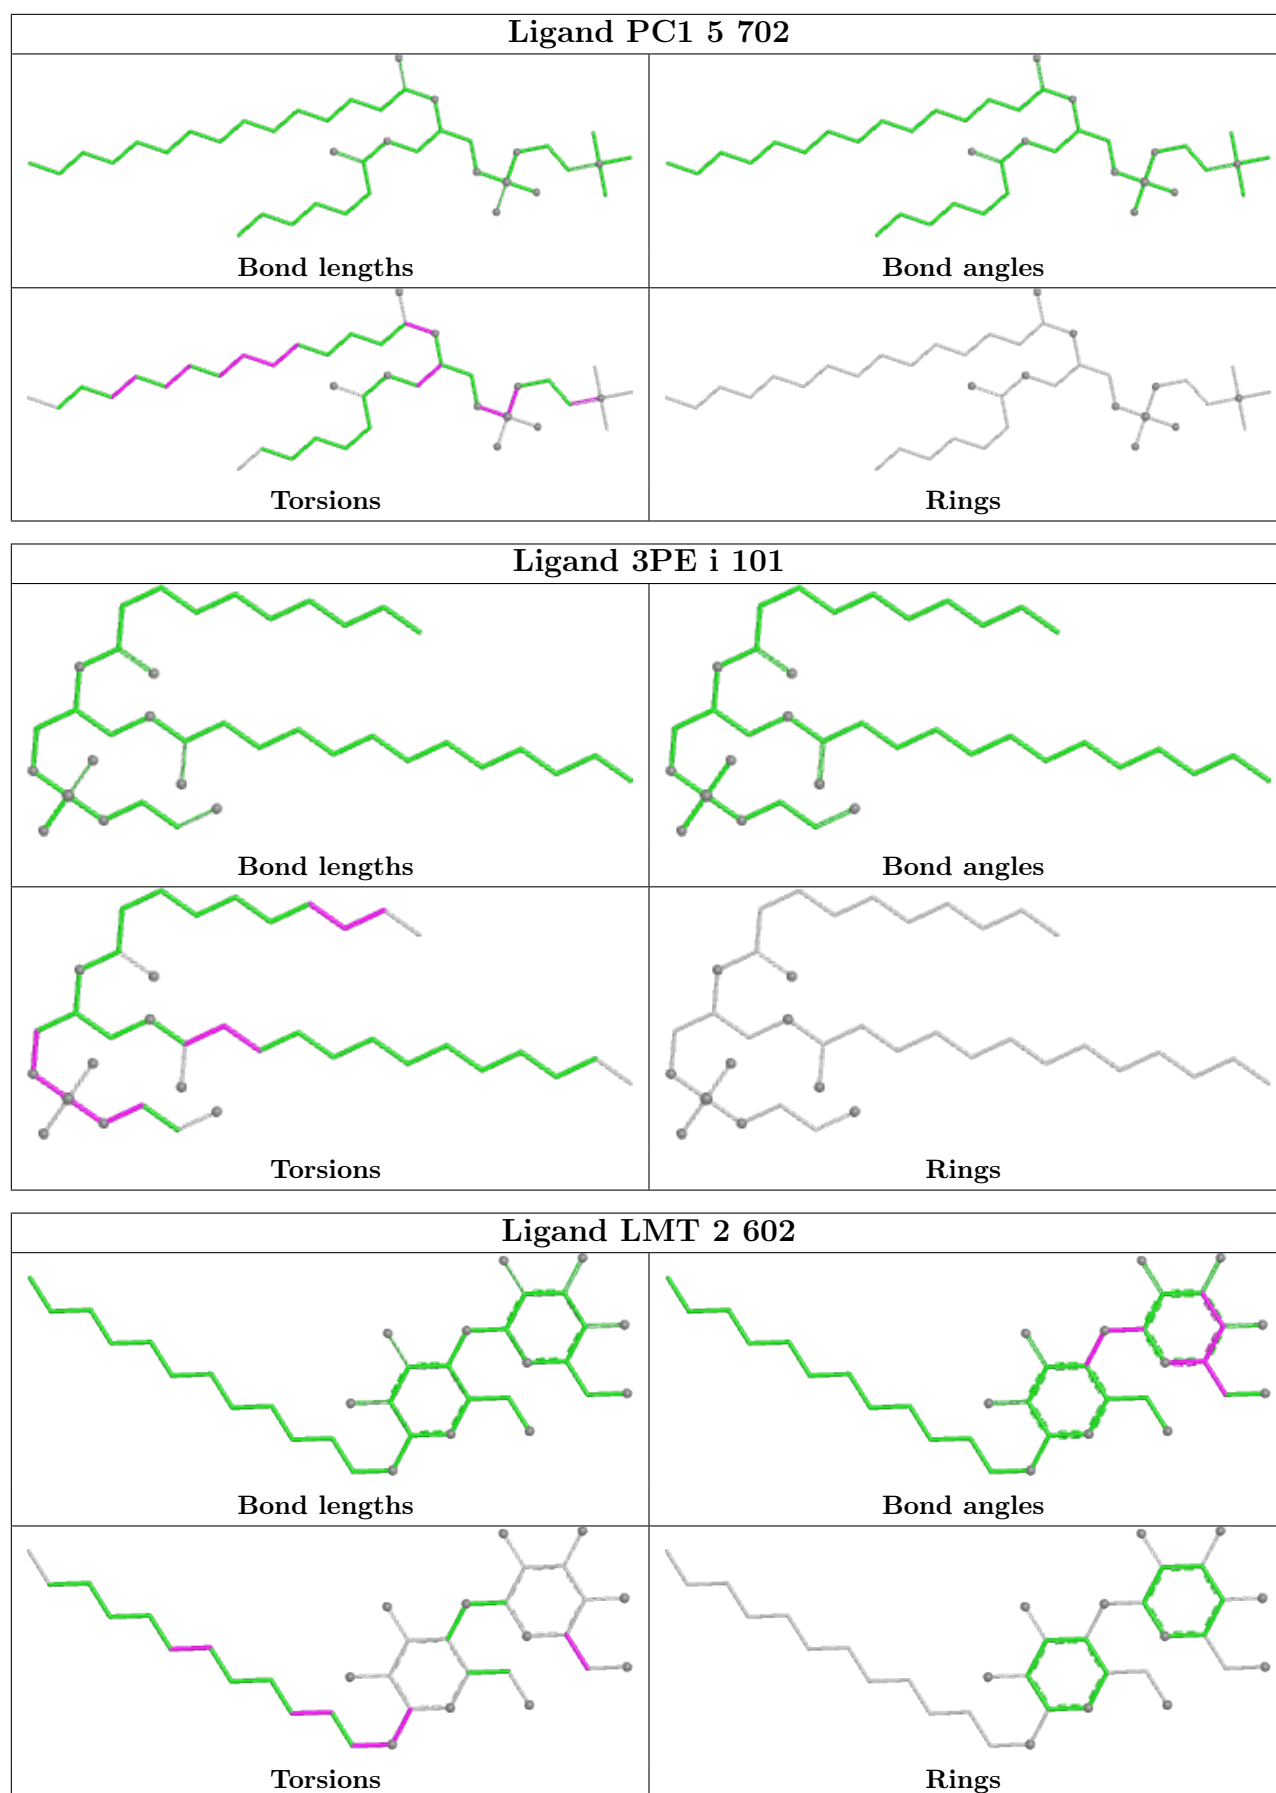 Ligand PC1 5 702
Bond lengths
Bond angles
Torsions
Rings
Ligand 3PE i 101
Bond lengths
Bond angles
Torsions
Rings
Ligand LMT 2 602
Bond lengths
Bond angles
Torsions
Rings